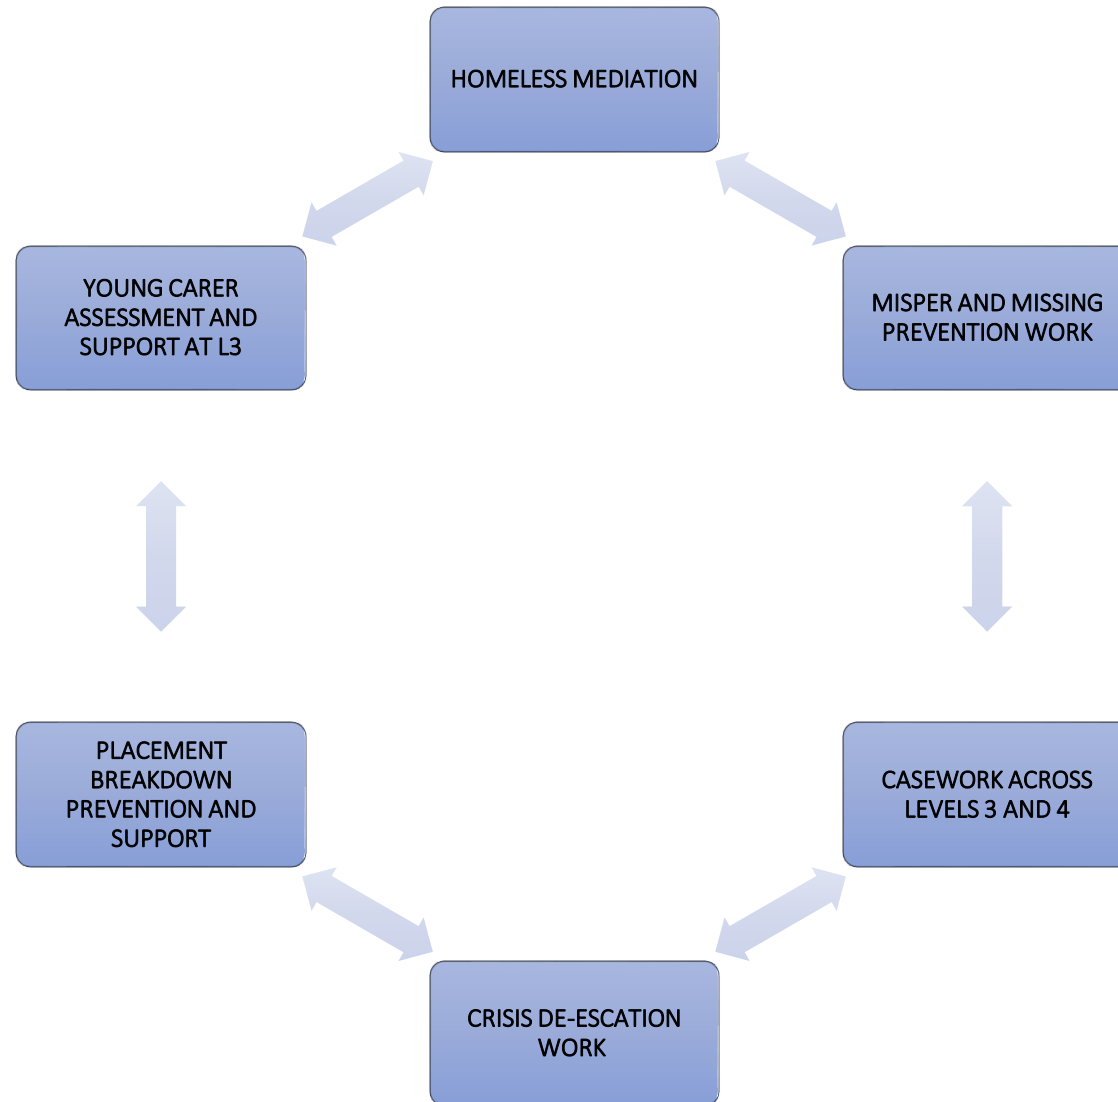 HOMELESS MEDIATION
YOUNG CARER
ASSESSMENT AND
SUPPORT AT L3
MISPER AND MISSING
PREVENTION WORK
PLACEMENT
BREAKDOWN
PREVENTION AND
SUPPORT
CASEWORK ACROSS
LEVELS 3 AND 4
CRISIS DE-ESCATION
WORK